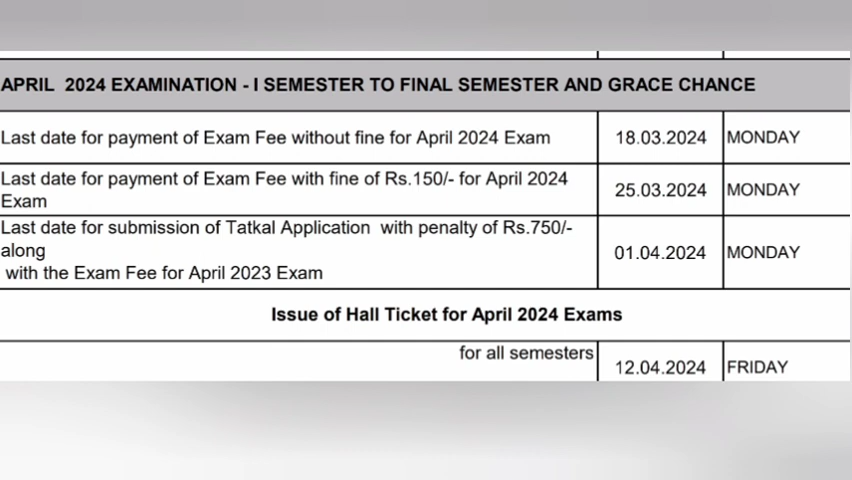 APRIL  2024 EXAMINATION - I SEMESTER TO FINAL SEMESTER AND GRACE CHANCE
Last date for payment of Exam Fee without fine for April 2024 Exam 18.03.2024 MONDAY
Last date for payment of Exam Fee with fine of Rs.150/- for April 2024
Exam 25.03.2024 MONDAY
Last date for submission of Tatkal Application  with penalty of Rs.750/-
along
with the Exam Fee for April 2023 Exam 01.04.2024 MONDAY
Issue of Hall Ticket for April 2024 Exams
for all semesters 12.04.2024 FRIDAY